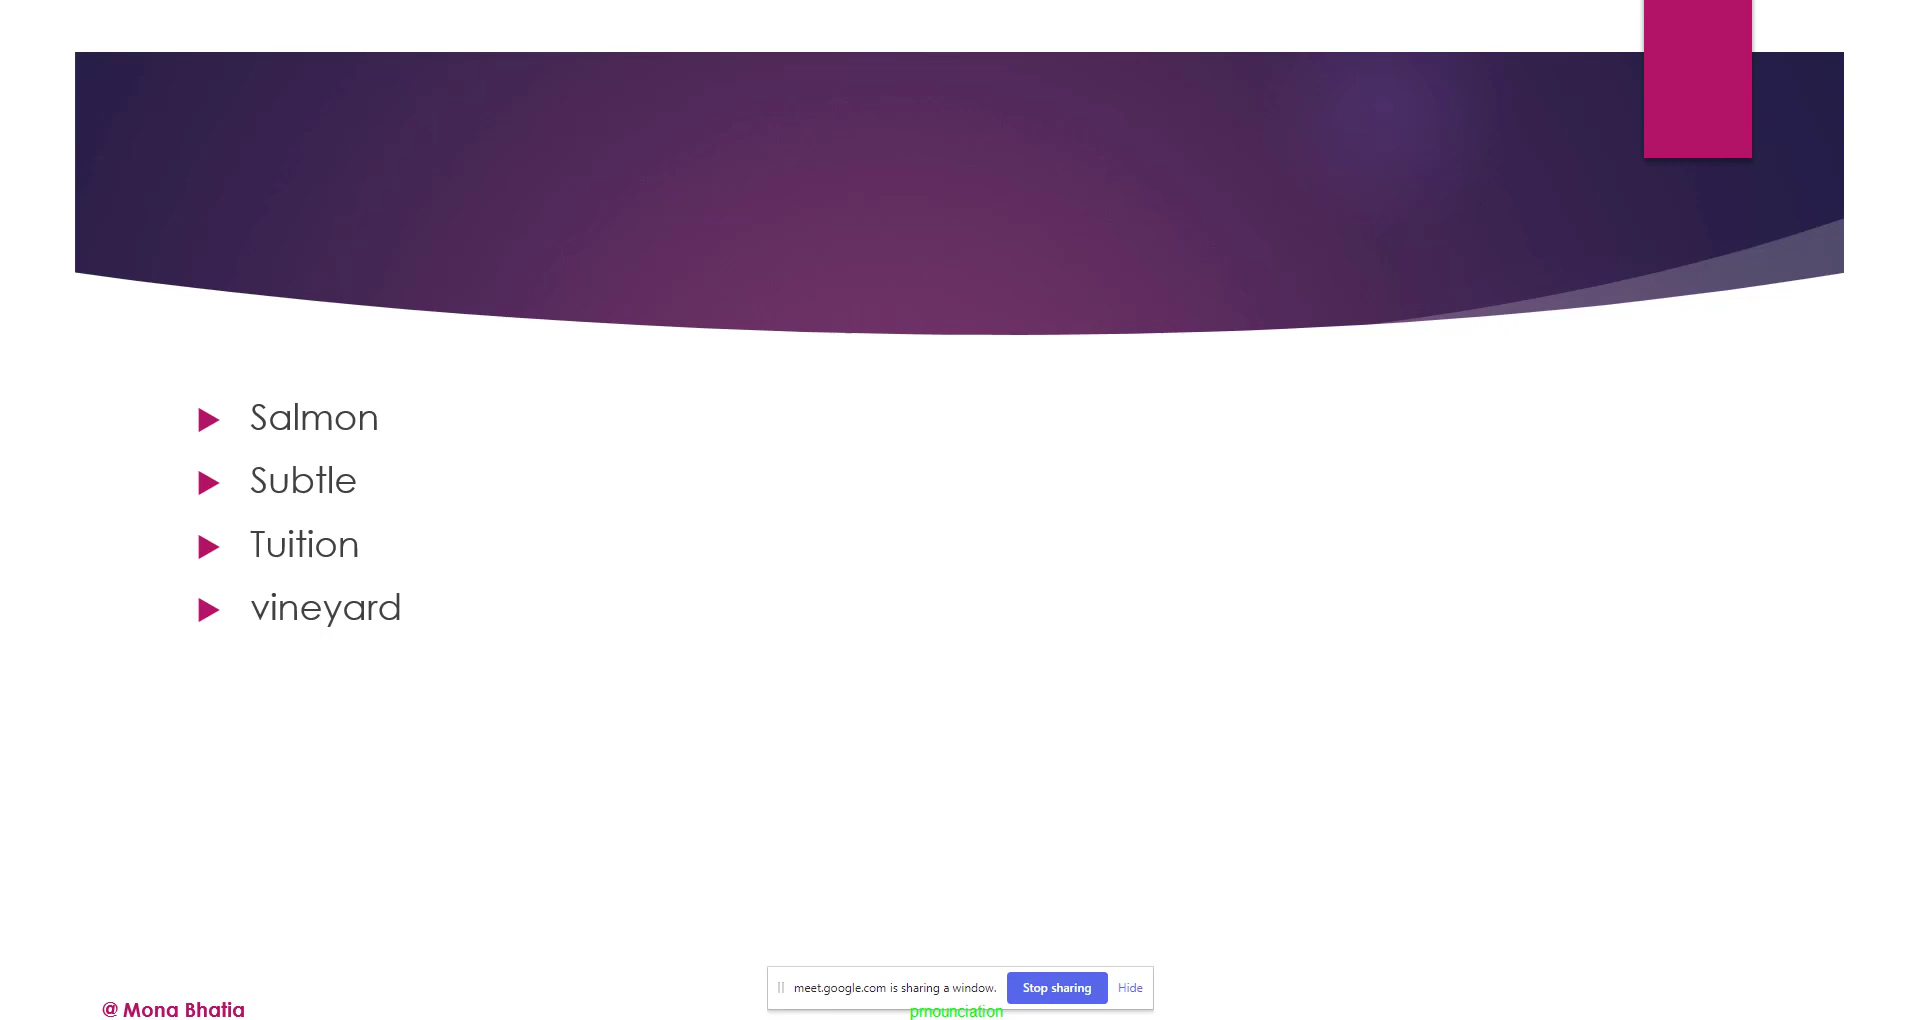 Salmon
Subtle
Tuition
vineyard
meet.google.com is sharing a window.
Stop sharing
Hide
@ Mona Bhatia
prnounciation